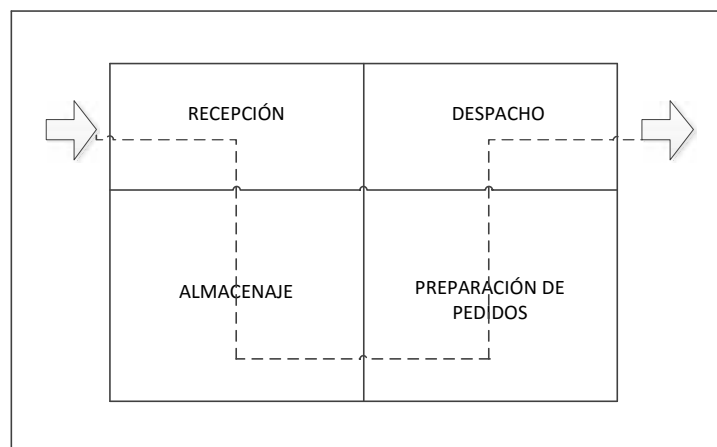 RECEPCIÓN
DESPACHO
ALMACENAJE
PREPARACIÓN DE
PEDIDOS